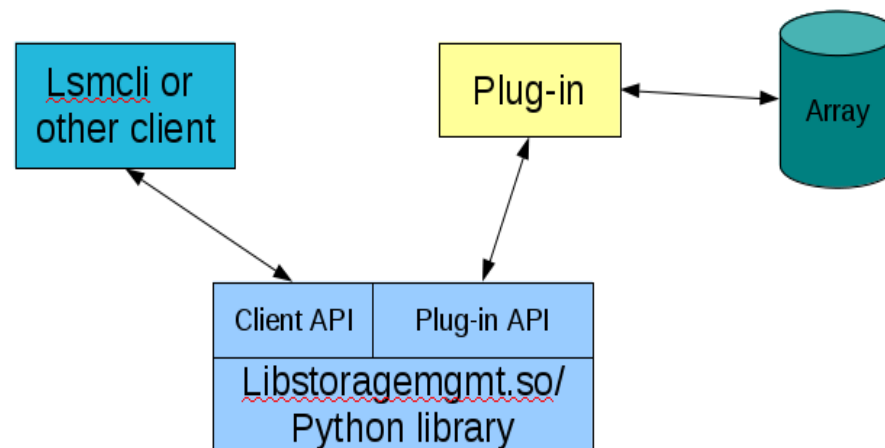 Lsmcli or
other client
Plug-in
Array
Client API
Plug-in API
Libstoragemgmt.so/
Python library